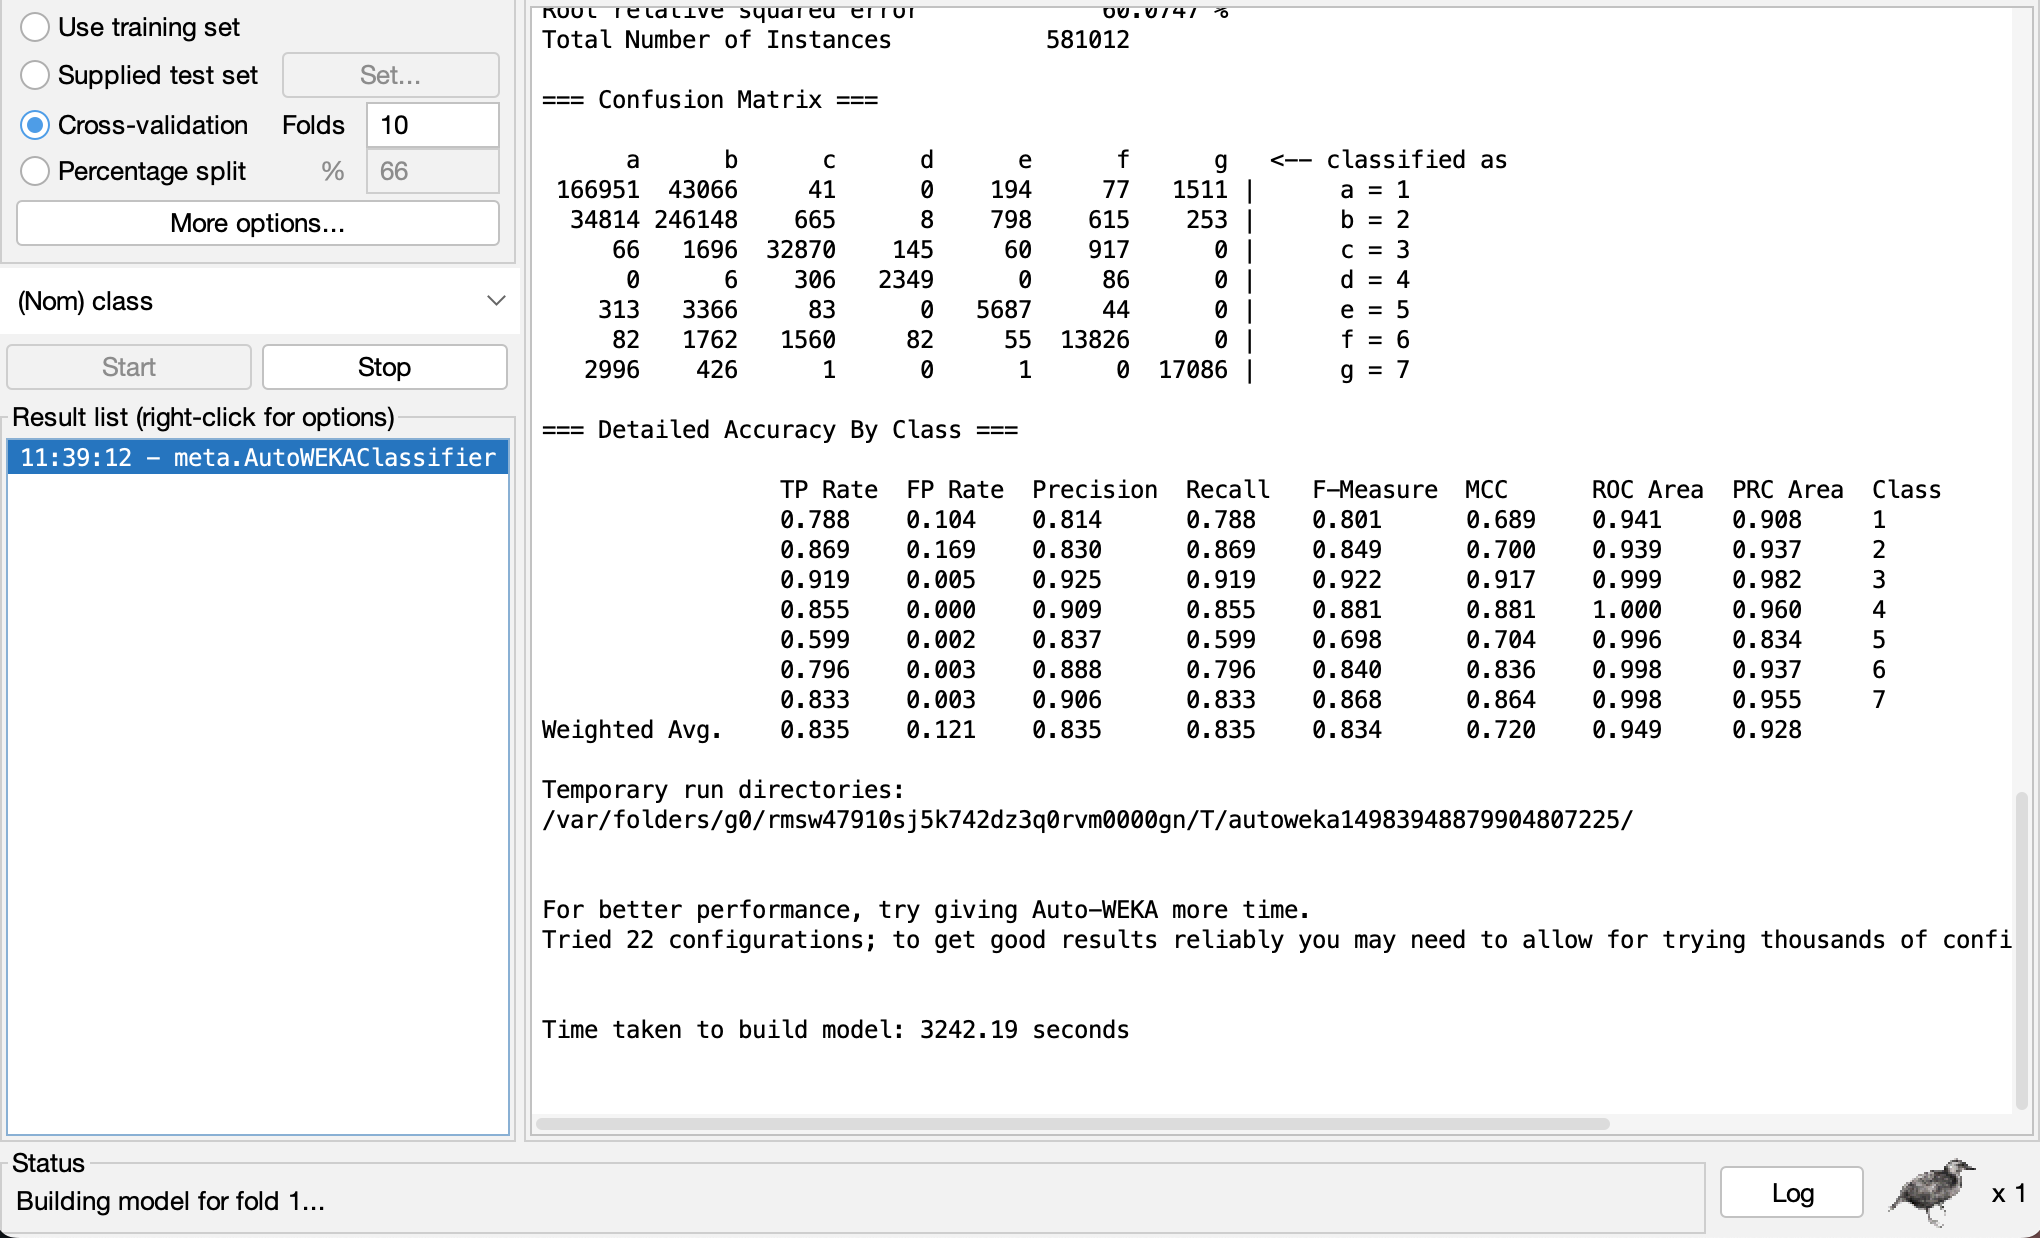 Use training set
Supplied test set Set...
Cross-validation Folds 10
Percentage split % 66
More options...
(Nom) class
Start Stop
Result list (right-click for options)
11:39:12 – meta.AutoWEKAClassifier
Root relative squared error 60.0747 %
Total Number of Instances 581012
=== Confusion Matrix ===
a b c d e f g <-- classified as
166951 43066 41 0 194 77 1511 | a = 1
34814 246148 665 8 798 615 253 | b = 2
66 1696 32870 145 60 917 0 | c = 3
0 6 306 2349 0 86 0 | d = 4
313 3366 83 0 5687 44 0 | e = 5
82 1762 1560 82 55 13826 0 | f = 6
2996 426 1 0 1 0 17086 | g = 7
=== Detailed Accuracy By Class ===
TP Rate FP Rate Precision Recall F-Measure MCC ROC Area PRC Area Class
0.788 0.104 0.814 0.788 0.801 0.689 0.941 0.908 1
0.869 0.169 0.830 0.869 0.849 0.700 0.939 0.937 2
0.919 0.005 0.925 0.919 0.922 0.917 0.999 0.982 3
0.855 0.000 0.909 0.855 0.881 0.881 1.000 0.960 4
0.599 0.002 0.837 0.599 0.698 0.704 0.996 0.834 5
0.796 0.003 0.888 0.796 0.840 0.836 0.998 0.937 6
0.833 0.003 0.906 0.833 0.868 0.864 0.998 0.955 7
Weighted Avg. 0.835 0.121 0.835 0.835 0.834 0.720 0.949 0.928
Temporary run directories:
/var/folders/g0/rmsw47910sj5k742dz3q0rvm0000gn/T/autoweka14983948879904807225/
For better performance, try giving Auto-WEKA more time.
Tried 22 configurations; to get good results reliably you may need to allow for trying thousands of confi
Time taken to build model: 3242.19 seconds
Status
Building model for fold 1...
Log
x 1